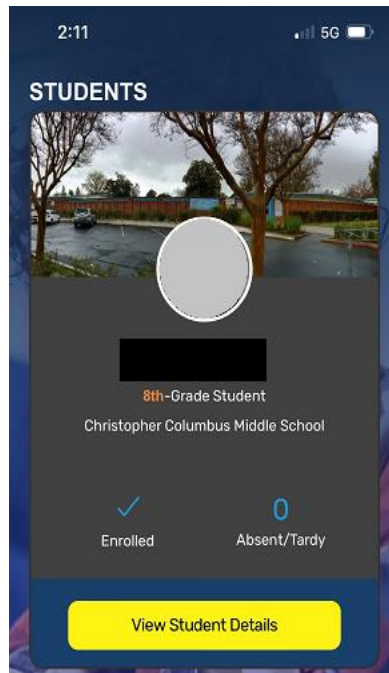 2:11
5G
STUDENTS
8th-Grade Student
Christopher Columbus Middle School
0
Enrolled
Absent/Tardy
View Student Details